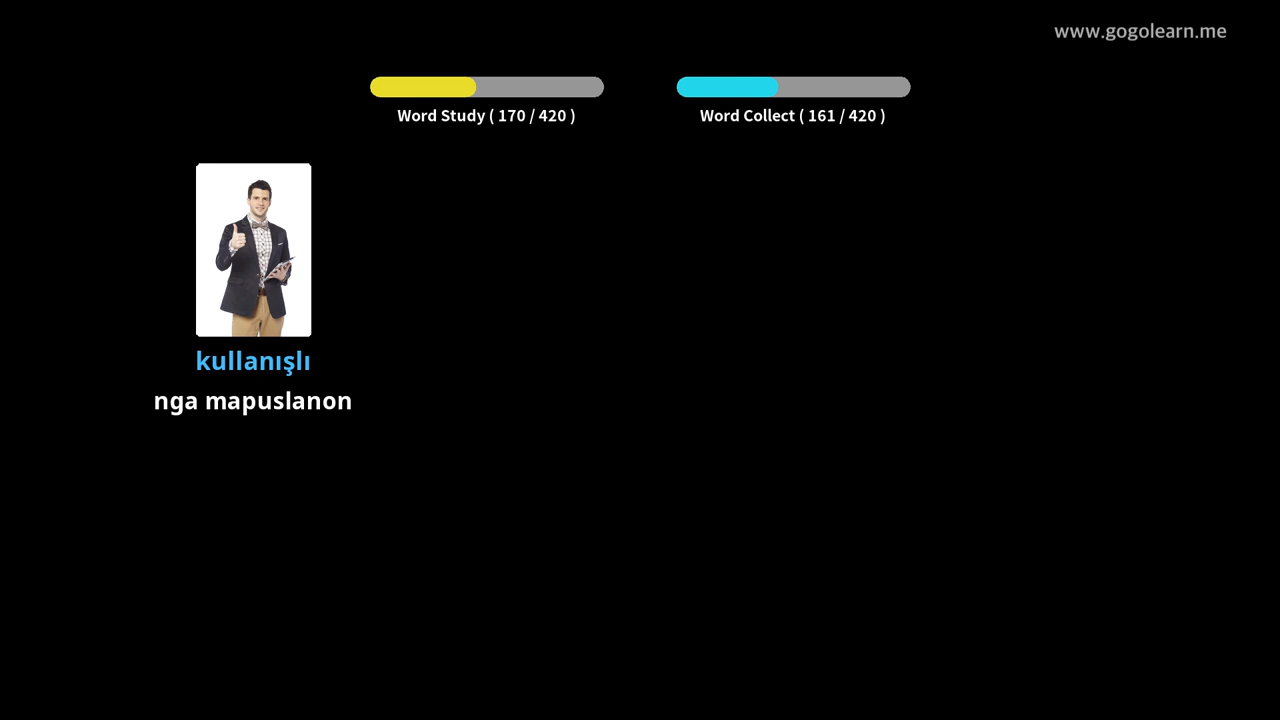 www.gogolearn.me
Word Study ( 170 / 420 )
Word Collect ( 161 / 420 )
kullanışlı
nga mapuslanon